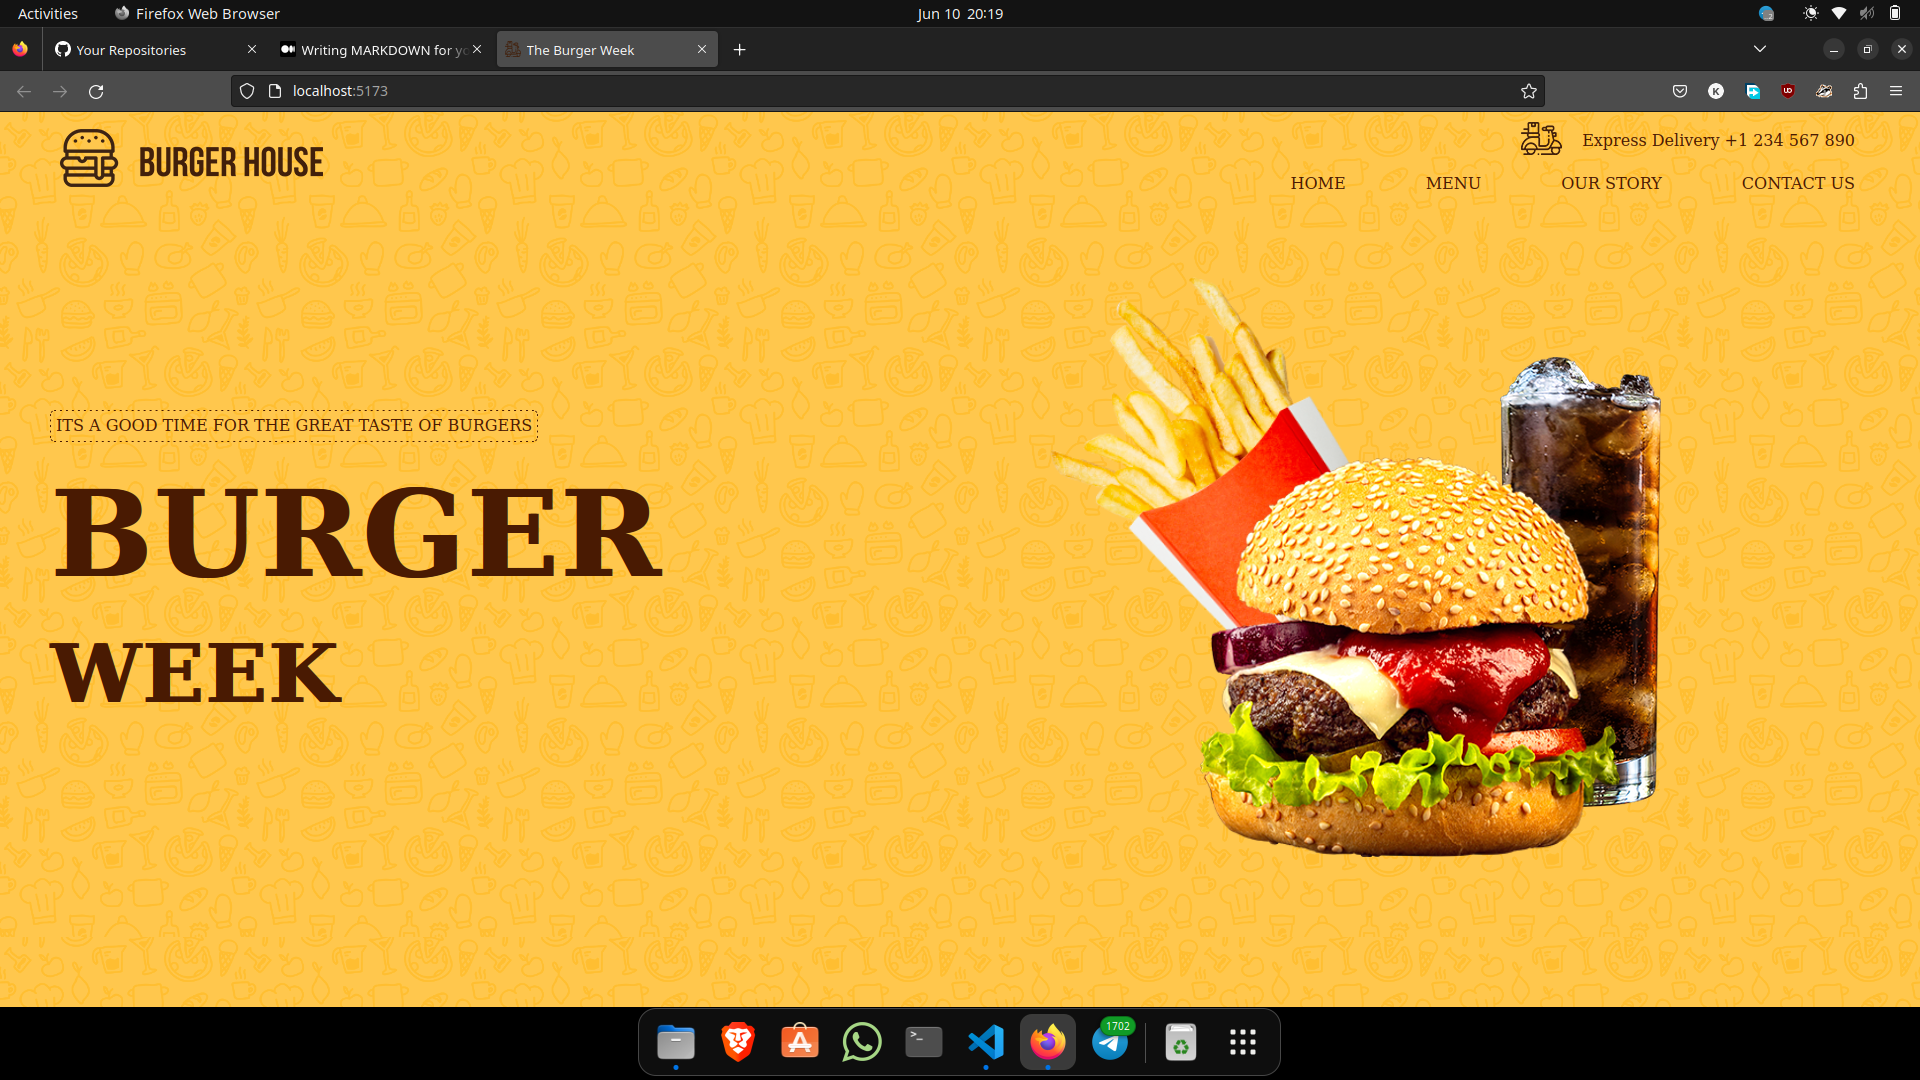 Activities
Firefox Web Browser
Jun 10 20:19
Your Repositories
Writing MARKDOWN for yo
The Burger Week
localhost:5173
K
BURGER HOUSE
Express Delivery +1 234 567 890
HOME MENU OUR STORY CONTACT US
ITS A GOOD TIME FOR THE GREAT TASTE OF BURGERS
BURGER
WEEK
1702